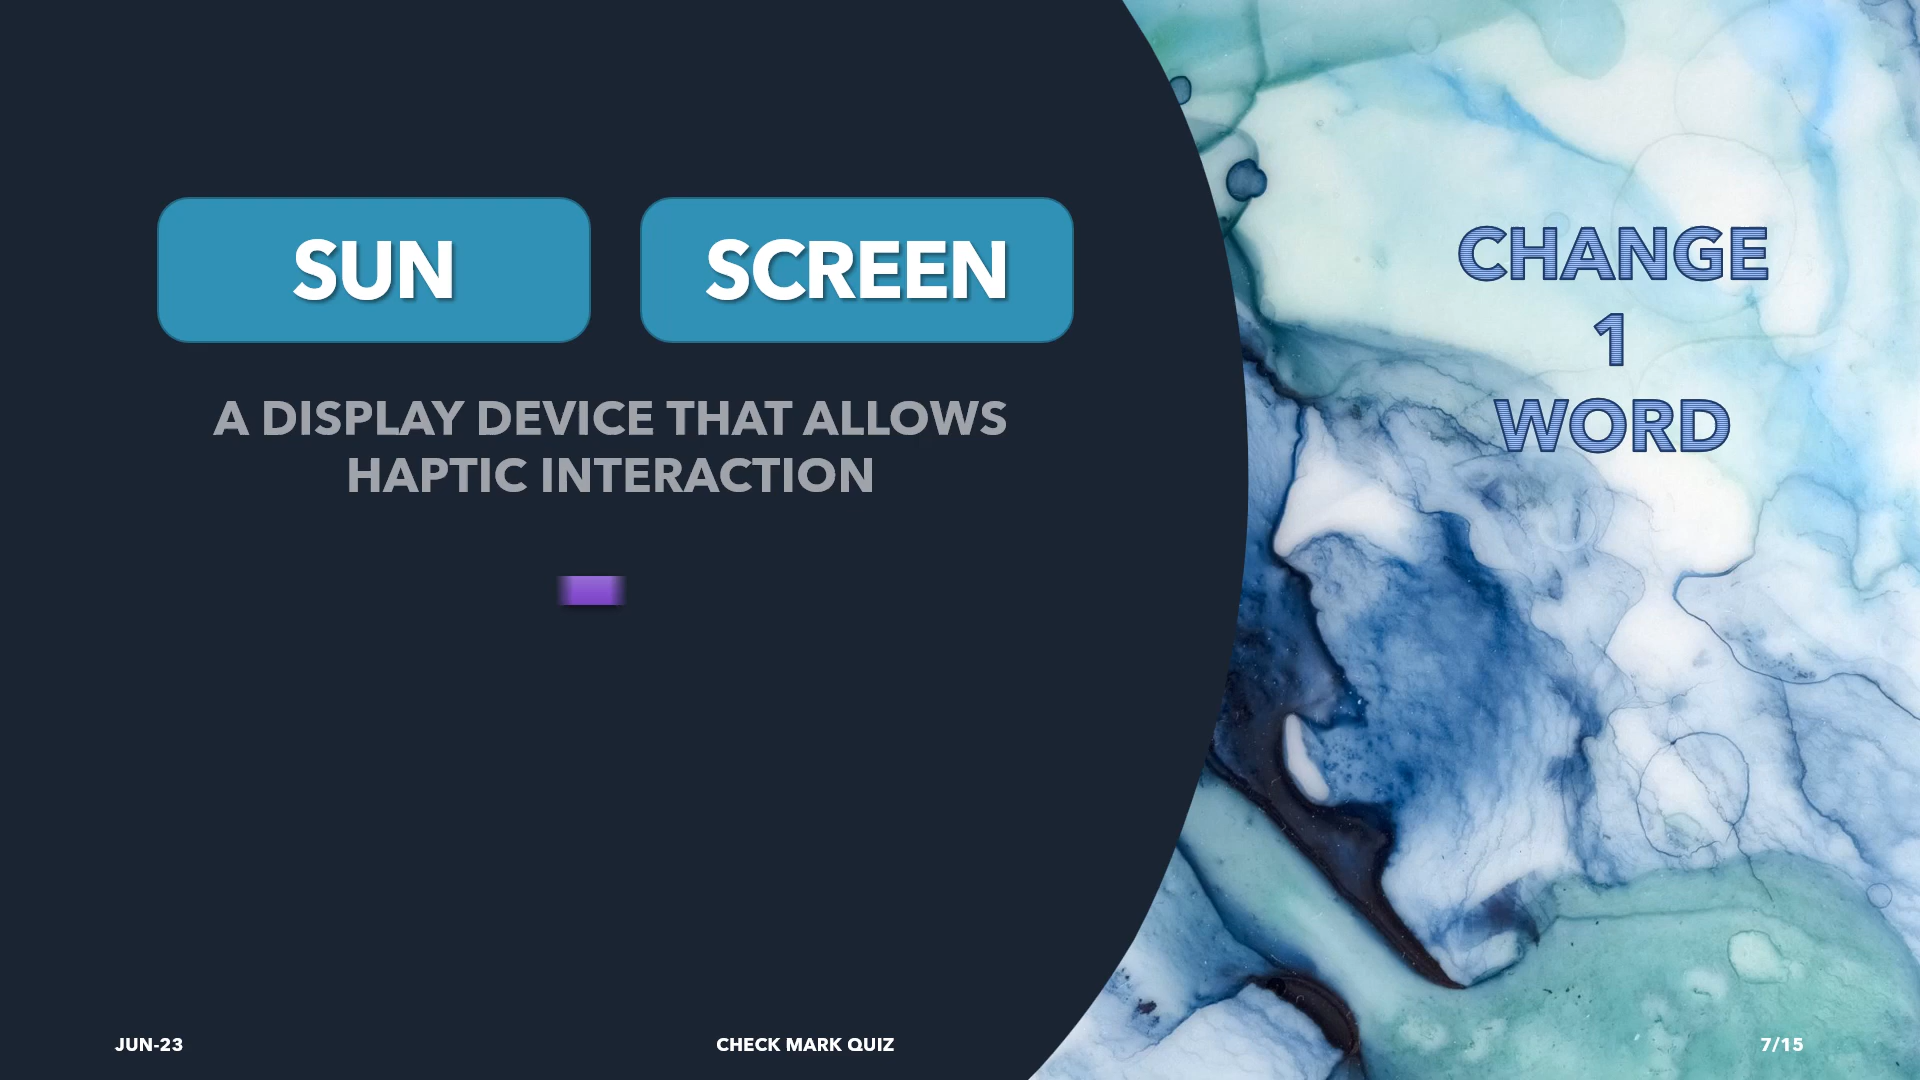 SUN SCREEN
A DISPLAY DEVICE THAT ALLOWS
HAPTIC INTERACTION
CHANGE
1
WORD
JUN-23 CHECK MARK QUIZ 7/15